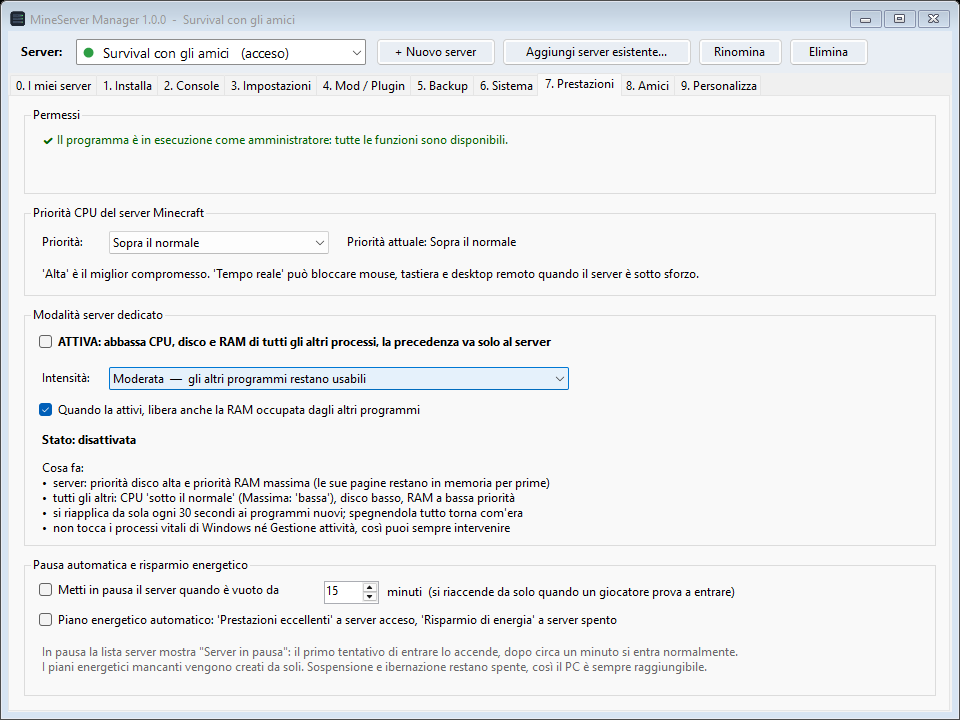 MineServer Manager 1.0.0 - Survival con gli amici
Server: Survival con gli amici (acceso) + Nuovo server Aggiungi server esistente... Rinomina Elimina
0. I miei server 1. Installa 2. Console 3. Impostazioni 4. Mod / Plugin 5. Backup 6. Sistema 7. Prestazioni 8. Amici 9. Personalizza
Permessi
✔ Il programma è in esecuzione come amministratore: tutte le funzioni sono disponibili.
Priorità CPU del server Minecraft
Priorità: Sopra il normale Priorità attuale: Sopra il normale
'Alta' è il miglior compromesso. 'Tempo reale' può bloccare mouse, tastiera e desktop remoto quando il server è sotto sforzo.
Modalità server dedicato
ATTIVA: abbassa CPU, disco e RAM di tutti gli altri processi, la precedenza va solo al server
Intensità: Moderata — gli altri programmi restano usabili
Quando la attivi, libera anche la RAM occupata dagli altri programmi
Stato: disattivata
Cosa fa:
• server: priorità disco alta e priorità RAM massima (le sue pagine restano in memoria per prime)
• tutti gli altri: CPU 'sotto il normale' (Massima: 'bassa'), disco basso, RAM a bassa priorità
• si riapplica da sola ogni 30 secondi ai programmi nuovi; spegnendola tutto torna com'era
• non tocca i processi vitali di Windows né Gestione attività, così puoi sempre intervenire
Pausa automatica e risparmio energetico
Metti in pausa il server quando è vuoto da 15 minuti (si riaccende da solo quando un giocatore prova a entrare)
Piano energetico automatico: 'Prestazioni eccellenti' a server acceso, 'Risparmio di energia' a server spento
In pausa la lista server mostra "Server in pausa": il primo tentativo di entrare lo accende, dopo circa un minuto si entra normalmente.
I piani energetici mancanti vengono creati da soli. Sospensione e ibernazione restano spente, così il PC è sempre raggiungibile.